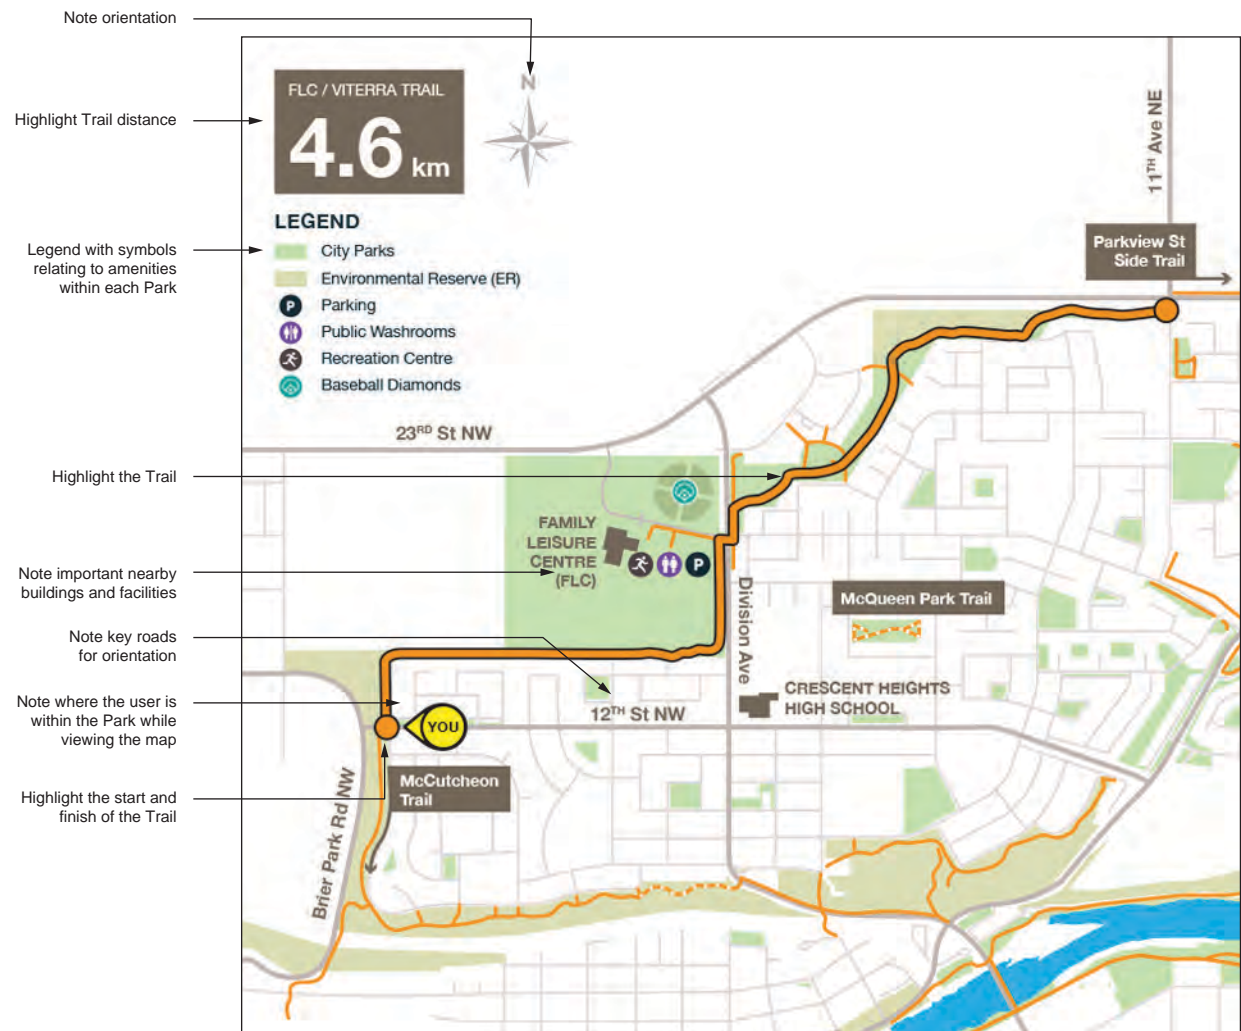 Note orientation
Highlight Trail distance
Legend with symbols
relating to amenities
within each Park
Highlight the Trail
Note important nearby
buildings and facilities
Note key roads
for orientation
Note where the user is
within the Park while
viewing the map
Highlight the start and
finish of the Trail
FLC / VITERRA TRAIL
4.6 km
N
LEGEND
City Parks
Environmental Reserve (ER)
P Parking
Public Washrooms
Recreation Centre
Baseball Diamonds
11TH Ave NE
Parkview St
Side Trail
23RD St NW
FAMILY
LEISURE
CENTRE
(FLC)
P
Division Ave
McQueen Park Trail
CRESCENT HEIGHTS
HIGH SCHOOL
12TH St NW
YOU
McCutcheon
Trail
Brier Park Rd NW